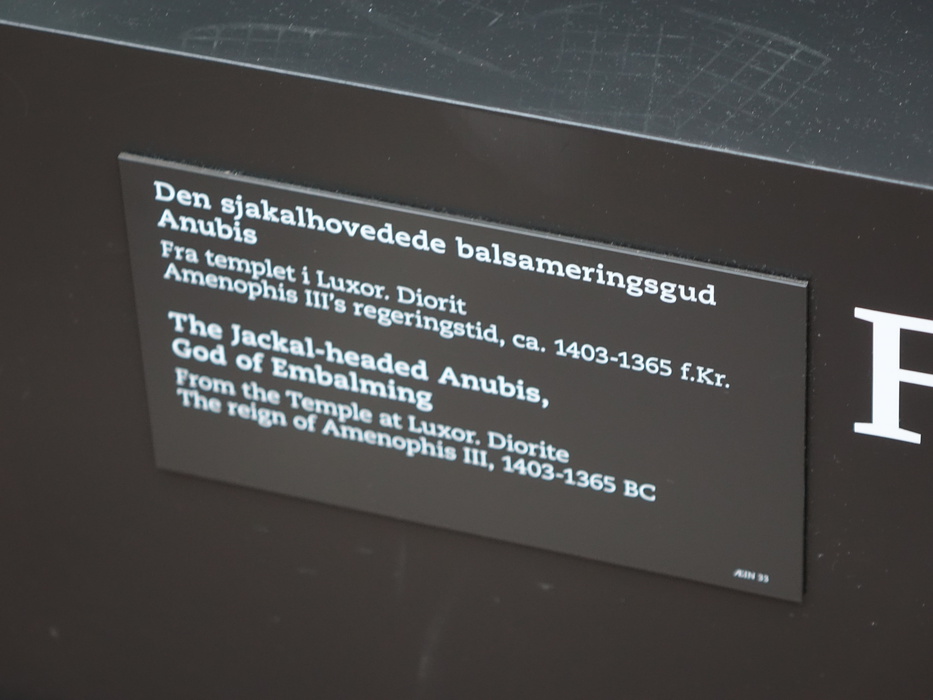 Den sjakalhovedede balsameringsgud
Anubis
Fra templet i Luxor. Diorit
Amenophis III's regeringstid, ca. 1403-1365 f.Kr.
The Jackal-headed Anubis,
God of Embalming
From the Temple at Luxor. Diorite
The reign of Amenophis III, 1403-1365 BC
ÆIN 33
F